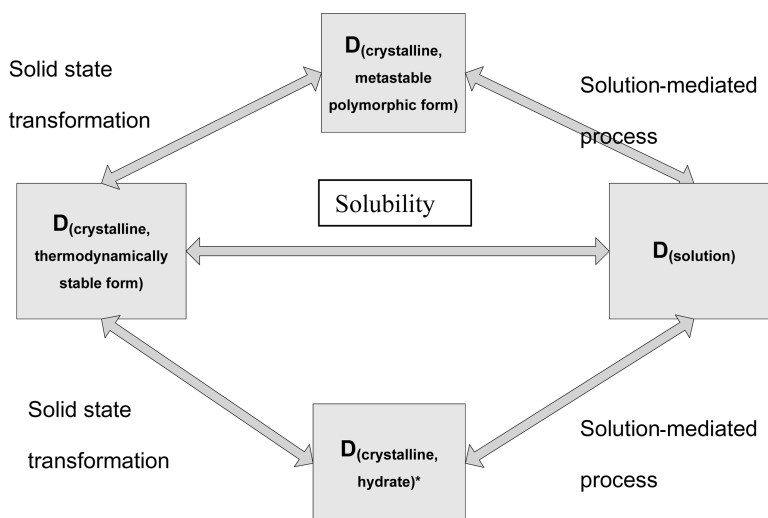 D(crystalline,
metastable
polymorphic form)
Solid state
transformation
Solution-mediated
process
Solubility
D(crystalline,
thermodynamically
stable form)
D(solution)
Solid state
transformation
D(crystalline,
hydrate)*
Solution-mediated
process